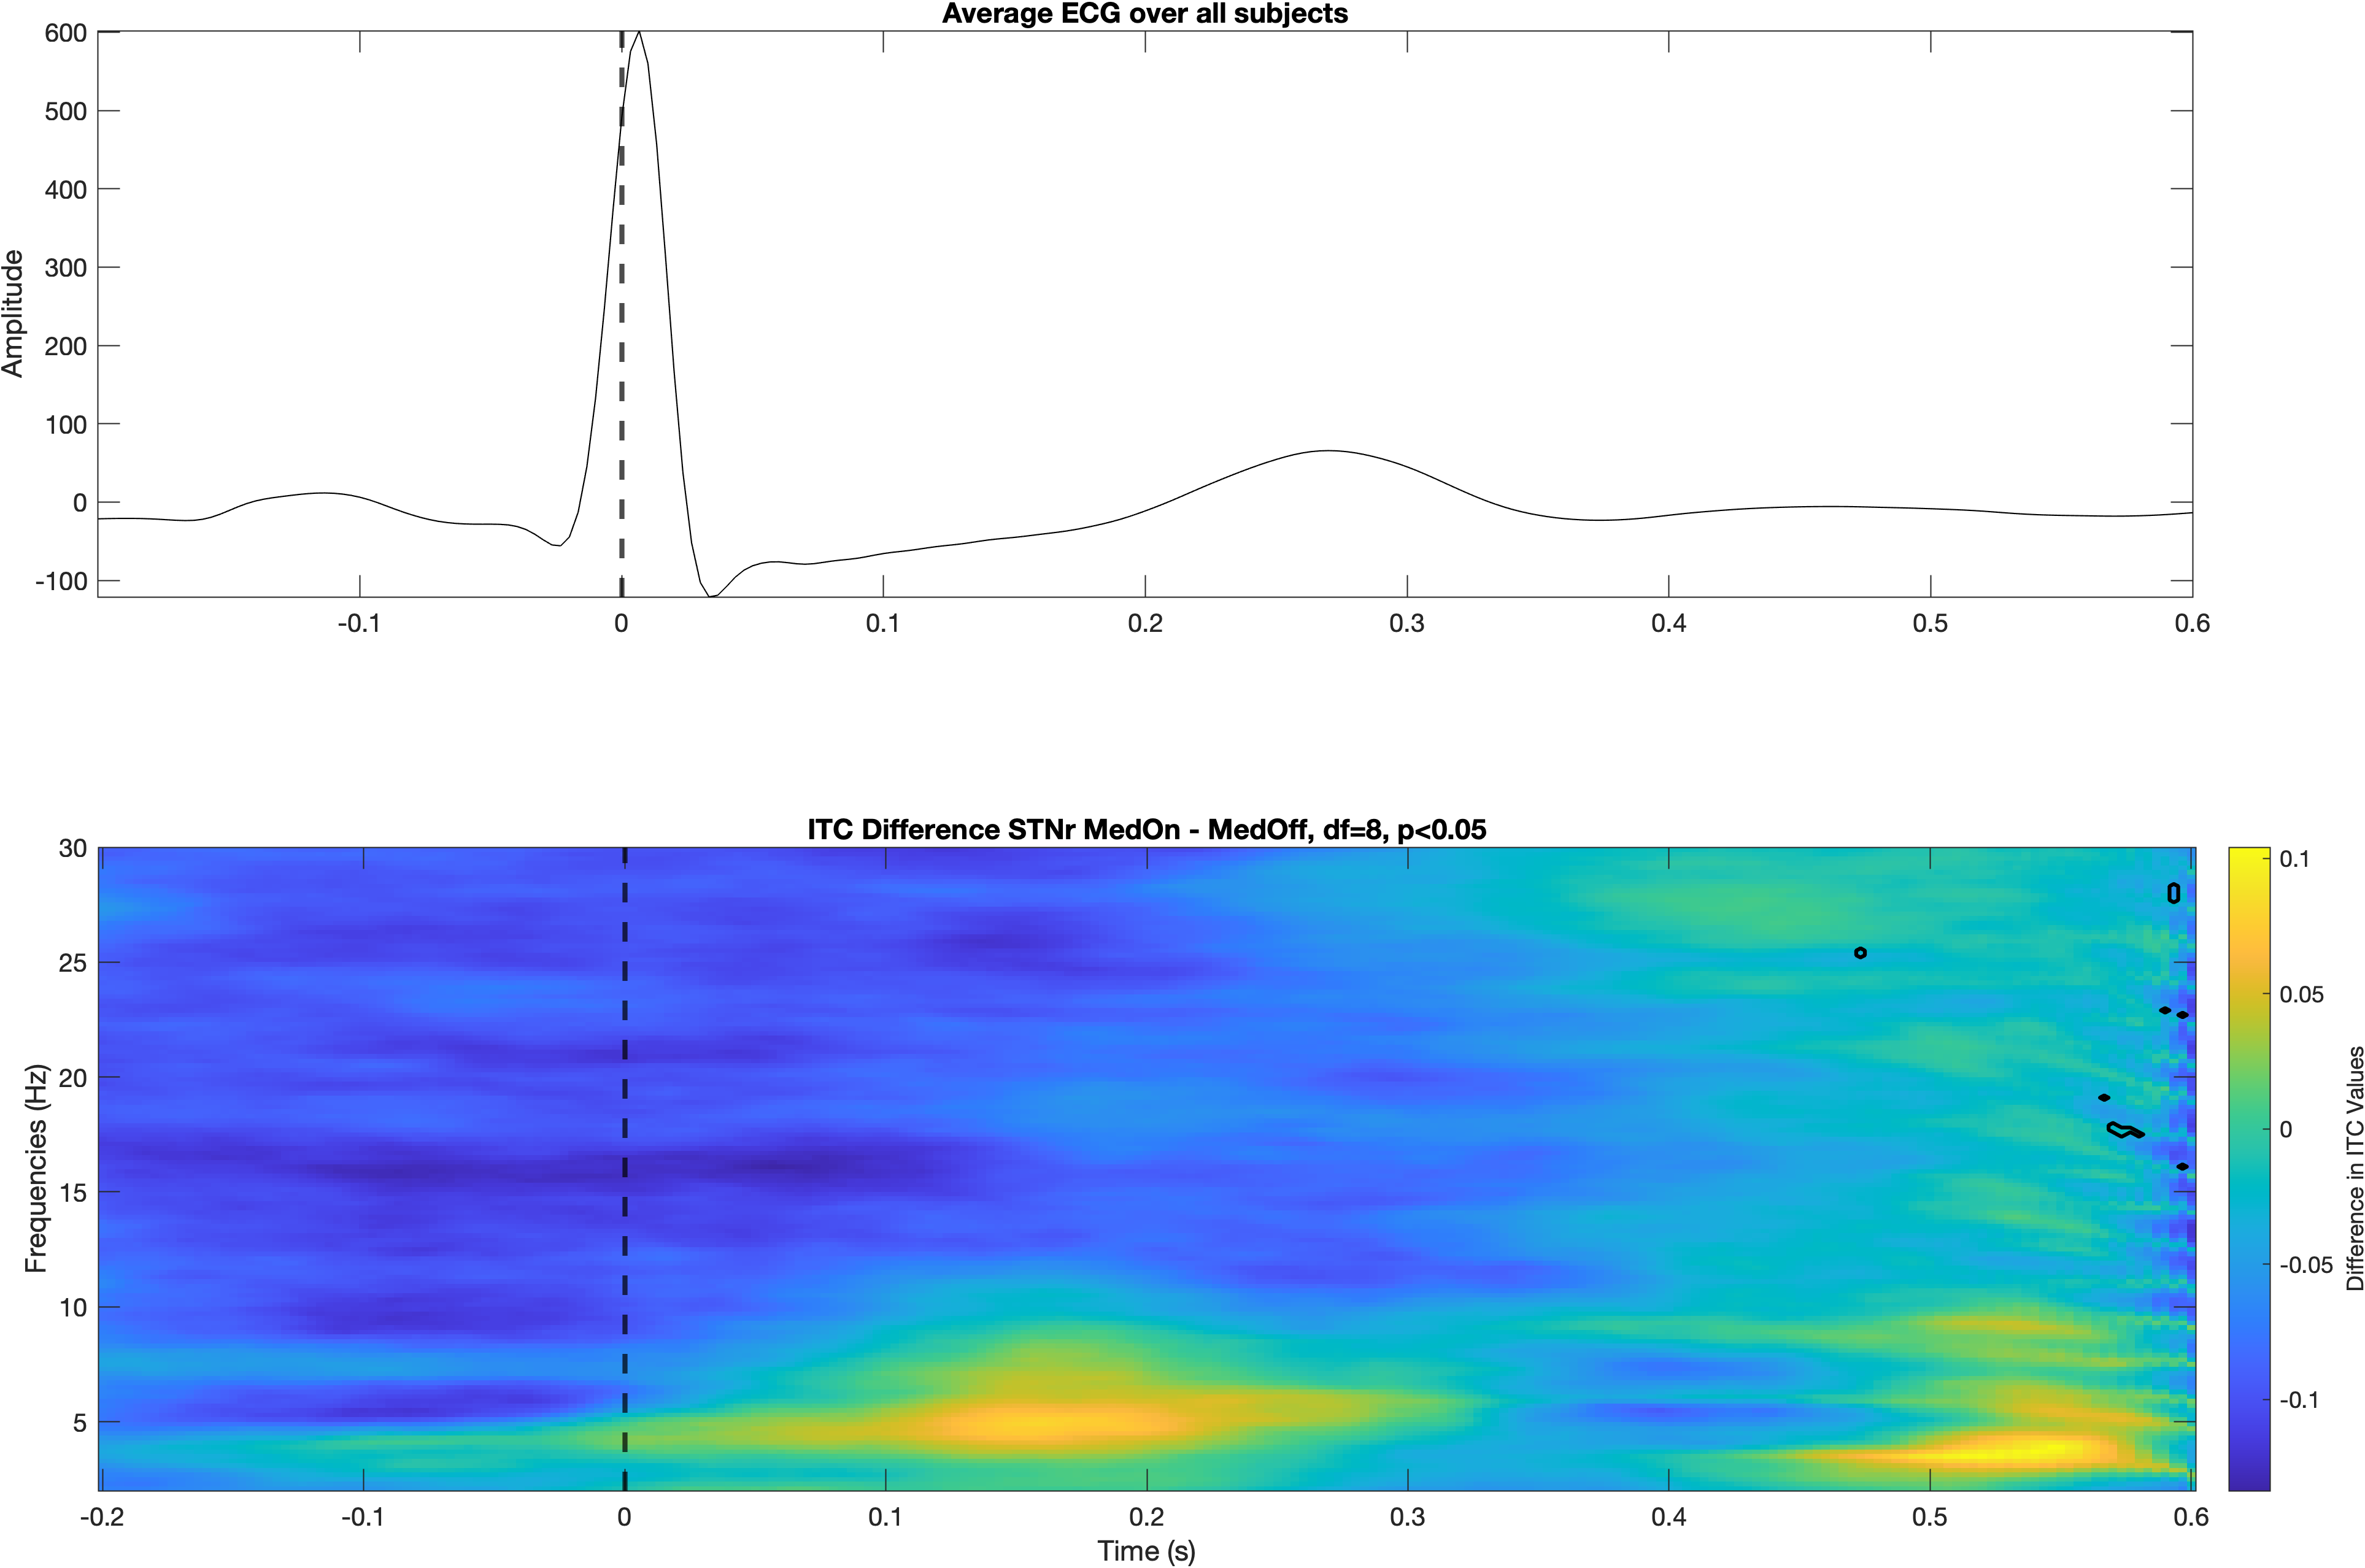 Average ECG over all subjects
600
500
400
300
200
100
0
-100
Amplitude
-0.1 0 0.1 0.2 0.3 0.4 0.5 0.6
ITC Difference STNr MedOn - MedOff, df=8, p<0.05
30
25
20
15
10
5
Frequencies (Hz)
-0.2 -0.1 0 0.1 0.2 0.3 0.4 0.5 0.6
Time (s)
0.1
0.05
0
-0.05
-0.1
Difference in ITC Values